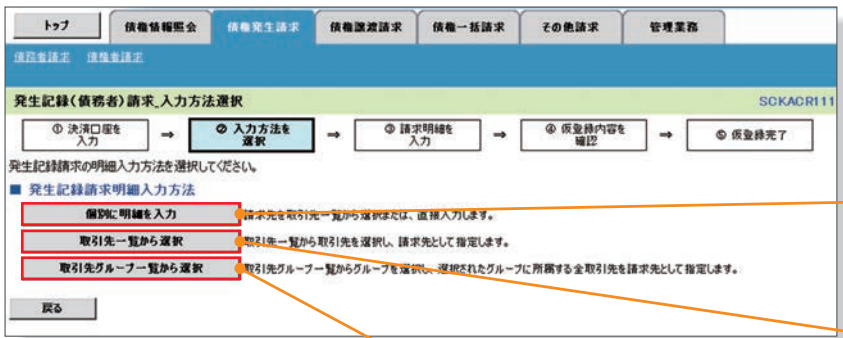 トップ 債権情報照会 債権発生請求 債権譲渡請求 債権一括請求 その他請求 管理業務
債務者請求 債権者請求
発生記録(債務者)請求_入力方法選択 SCKACR111
① 決済口座を入力 ➡ ② 入力方法を選択 ➡ ③ 請求明細を入力 ➡ ④ 仮登録内容を確認 ➡ ⑤ 仮登録完了
発生記録請求の明細入力方法を選択してください。
■ 発生記録請求明細入力方法
個別に明細を入力 請求先を取引先一覧から選択または、直接入力します。
取引先一覧から選択 取引先一覧から取引先を選択し、請求先として指定します。
取引先グループ一覧から選択 取引先グループ一覧からグループを選択し、選択されたグループに所属する全取引先を請求先として指定します。
戻る